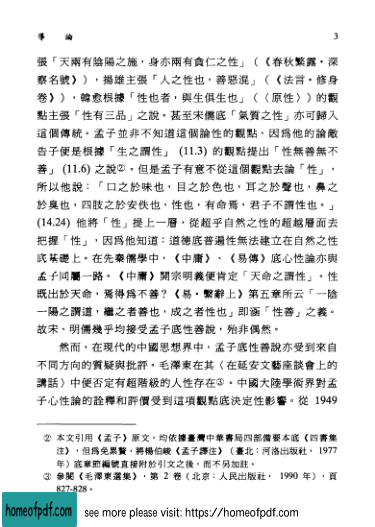 導 論 3
張「天兩有陰陽之施，身亦兩有貪仁之性」（《春秋繁露·深
察名號》），揚雄主張「人之性也，善惡混」（《法言·修身
卷》），韓愈根據「性也者，與生俱生也」（〈原性〉）的觀
點主張「性有三品」之說。甚至宋儒底「氣質之性」亦可歸入
這個傳統。孟子並非不知道這個論性的觀點，因為他的論敵
告子便是根據「生之謂性」(11.3) 的觀點提出「性無善無不
善」(11.6) 之說②。但是孟子有意不從這個觀點去論「性」，
所以他說：「口之於味也，目之於色也，耳之於聲也，鼻之
於臭也，四肢之於安佚也，性也，有命焉，君子不謂性也。」
(14.24) 他將「性」提上一層，從超乎自然之性的超越層面去
把握「性」，因為他知道：道德底普遍性無法建立在自然之性
底基礎上。在先秦儒學中，《中庸》、《易傳》底心性論亦與
孟子同屬一路。《中庸》開宗明義便肯定「天命之謂性」。性
既出於天命，焉得為不善？《易·繫辭上》第五章所云「一陰
一陽之謂道，繼之者善也，成之者性也」即涵「性善」之義。
故宋、明儒幾乎均接受孟子底性善說，殆非偶然。
然而，在現代的中國思想界中，孟子底性善說亦受到來自
不同方向的質疑與批評。毛澤東在其〈在延安文藝座談會上的
講話〉中便否定有超階級的人性存在③。中國大陸學術界對孟
子心性論的詮釋和評價受到這項觀點底決定性影響。從 1949
② 本文引用《孟子》原文，均依據臺灣中華書局四部備要本底《四書集
注》，但為免累贅，將楊伯峻《孟子譯注》（臺北：河洛出版社，1977
年）底章節編號直接附於引文之後，而不另加註。
③ 參閱《毛澤東選集》，第 2 卷（北京：人民出版社， 1990 年），頁
827-828。
homeofpdf.com see more please visit: https://homeofpdf.com